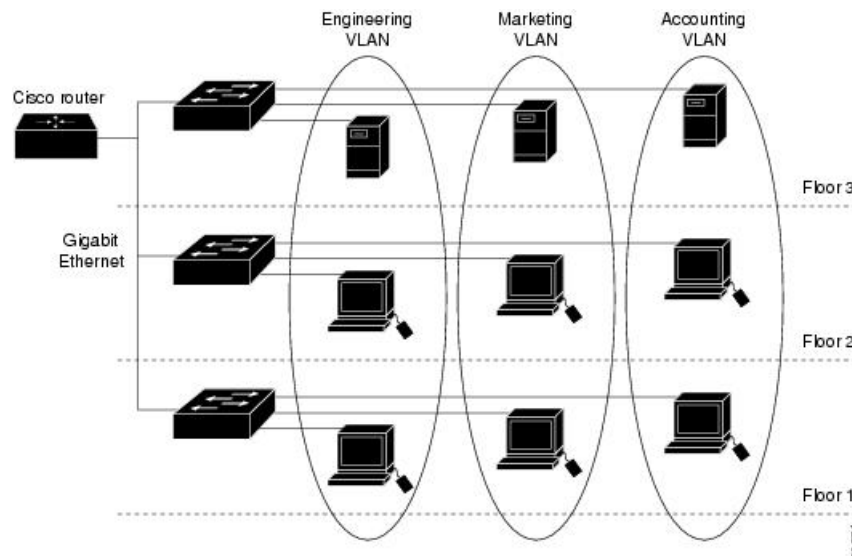 Engineering
VLAN
Marketing
VLAN
Accounting
VLAN
Cisco router
Floor 3
Gigabit
Ethernet
Floor 2
Floor 1